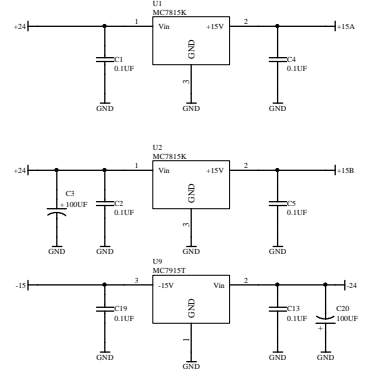 U1
MC7815K
+24
1
Vin
+15V
2
+15A
GND
C1
0.1UF
C4
0.1UF
3
GND
GND
GND
U2
MC7815K
+24
1
Vin
+15V
2
+15B
GND
C3
+ 100UF
C2
0.1UF
C5
0.1UF
3
GND
GND
GND
GND
U9
MC7915T
-15
3
-15V
Vin
2
-24
GND
C19
0.1UF
C13
0.1UF
C20
100UF
+
1
GND
GND
GND
GND